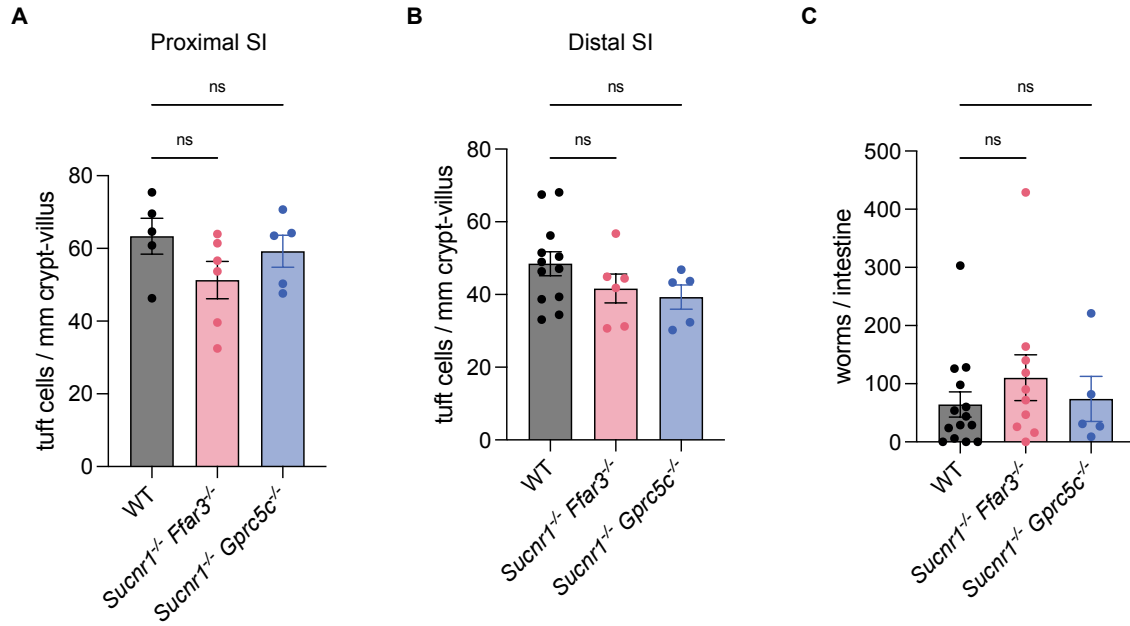 A
Proximal SI
ns
ns
tuft cells / mm crypt-villus
80
60
40
20
0
WT
Sucnr1-/- Ffar3-/-
Sucnr1-/- Gprc5c-/-
B
Distal SI
ns
ns
tuft cells / mm crypt-villus
80
60
40
20
0
WT
Sucnr1-/- Ffar3-/-
Sucnr1-/- Gprc5c-/-
C
ns
ns
worms / intestine
500
400
300
200
100
0
WT
Sucnr1-/- Ffar3-/-
Sucnr1-/- Gprc5c-/-